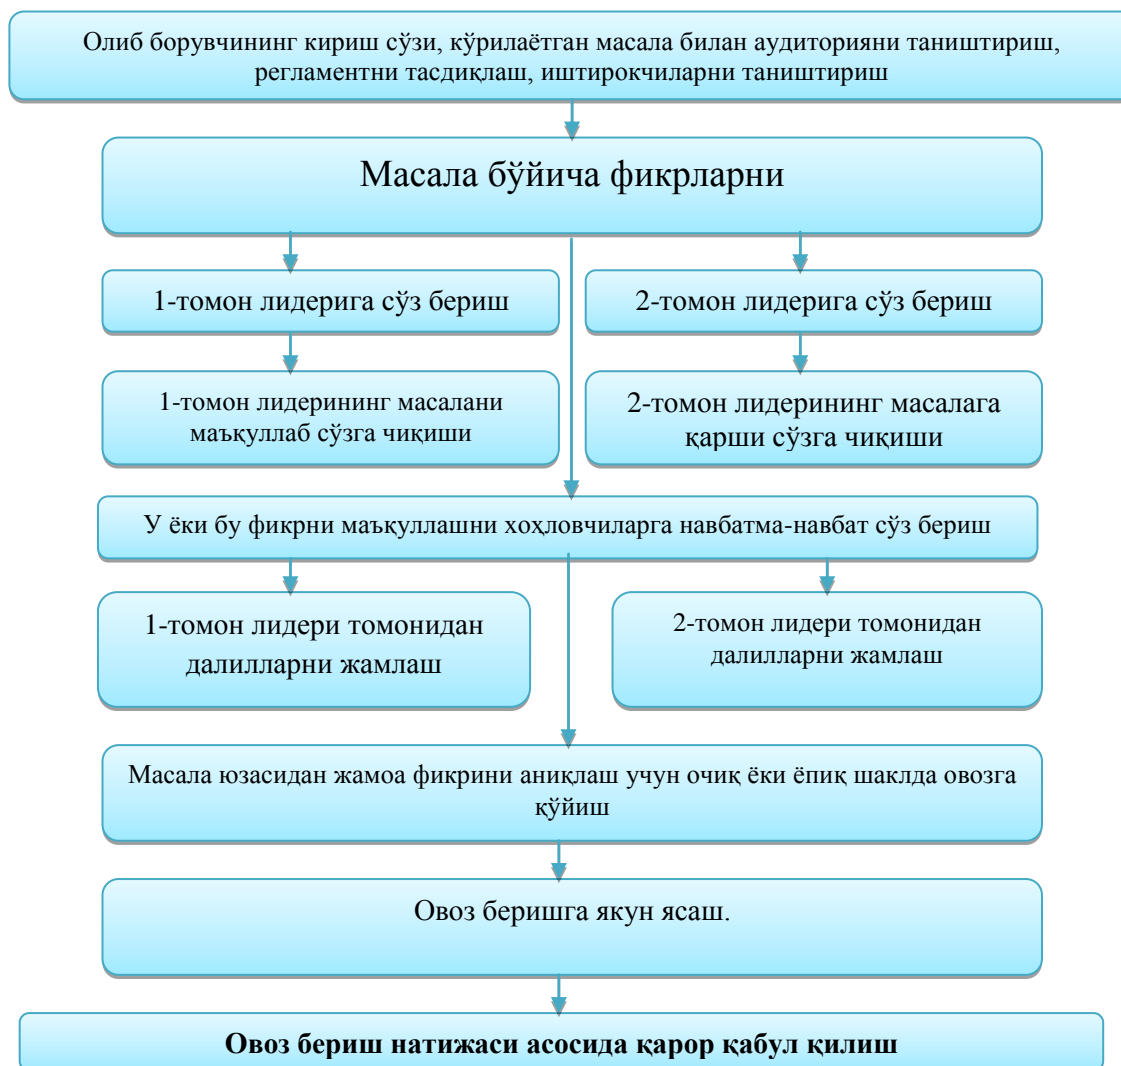 Олиб борувчининг кириш сўзи, кўрилаётган масала билан аудиторияни таништириш,
регламентни тасдиқлаш, иштирокчиларни таништириш
Масала бўйича фикрларни
1-томон лидерига сўз бериш
2-томон лидерига сўз бериш
1-томон лидерининг масалани
маъқуллаб сўзга чиқиши
2-томон лидерининг масалага
қарши сўзга чиқиши
У ёки бу фикрни маъқуллашни хоҳловчиларга навбатма-навбат сўз бериш
1-томон лидери томонидан
далилларни жамлаш
2-томон лидери томонидан
далилларни жамлаш
Масала юзасидан жамоа фикрини аниқлаш учун очиқ ёки ёпиқ шаклда овозга
қўйиш
Овоз беришга якун ясаш.
Овоз бериш натижаси асосида қарор қабул қилиш